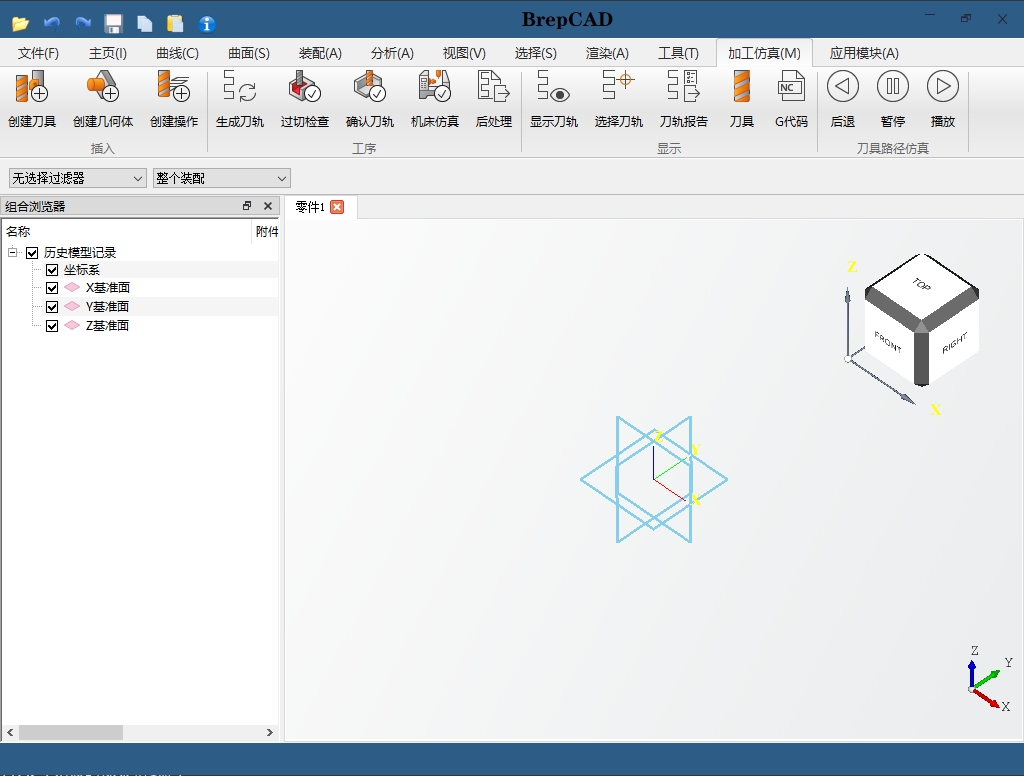 BrepCAD
文件(F) 主页(I) 曲线(C) 曲面(S) 装配(A) 分析(A) 视图(V) 选择(S) 渲染(A) 工具(T) 加工仿真(M) 应用模块(A)
NC
创建刀具 创建几何体 创建操作 生成刀轨 过切检查 确认刀轨 机床仿真 后处理 显示刀轨 选择刀轨 刀轨报告 刀具 G代码 后退 暂停 播放
插入 工序 显示 刀具路径仿真
无选择过滤器 整个装配
组合浏览器
零件1
名称 附件
历史模型记录
坐标系
X基准面
Y基准面
Z基准面
Z
TOP
FRONT RIGHT
X
Z
Y
X
Z
Y
X